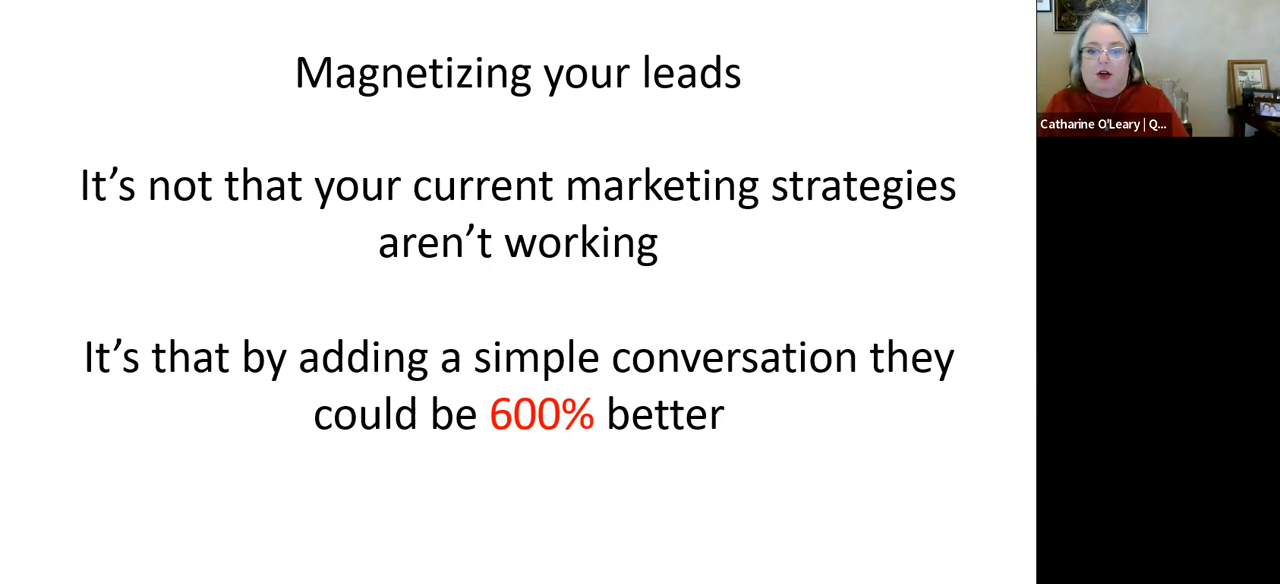 Magnetizing your leads
It’s not that your current marketing strategies
aren’t working
It’s that by adding a simple conversation they
could be 600% better
Catharine O'Leary | Q...